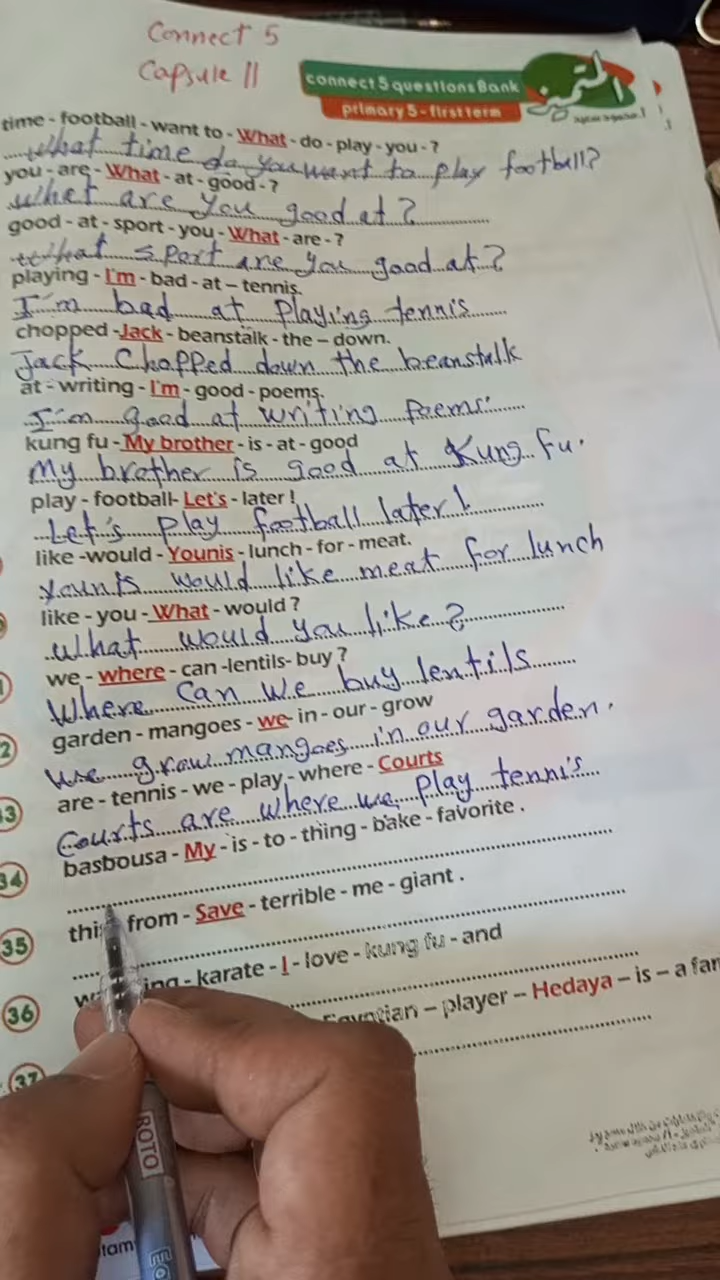 Connect 5
Capsule 11
connect 5 questions Bank
primary 5 - first term
time - football - want to - What - do - play - you - ?
What time do you want to play football?
you - are - What - at - good - ?
What are you good at?
good - at - sport - you - What - are - ?
What sport are you good at?
playing - I'm - bad - at – tennis.
I'm bad at playing tennis
chopped -Jack - beanstalk - the – down.
Jack Chopped down the beanstalk
at - writing - I'm - good - poems.
I'm good at writing Poems.
kung fu - My brother - is - at - good
My brother is good at Kung Fu.
play - football- Let's - later !
Let's play football later!
like -would - Younis - lunch - for - meat.
Younis would like meat for lunch
like - you - What - would ?
What would you like?
we - where - can -lentils- buy ?
Where can we buy lentils
garden - mangoes - we- in - our - grow
we grow mangoes in our garden.
are - tennis - we - play - where - Courts
Courts are where we play tennis
34 basbousa - My - is - to - thing - bake - favorite .
35 from - Save - terrible - me - giant .
36 - karate - I - love - kung fu - and
37 – player – Hedaya – is – a
ROTO